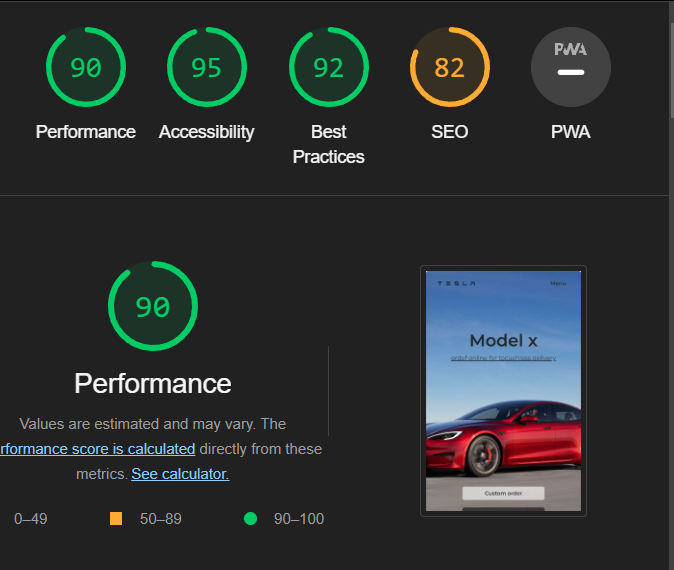 90
95
92
82
PWA
Performance
Accessibility
Best
Practices
SEO
PWA
90
Performance
Values are estimated and may vary. The
rformance score is calculated directly from these
metrics. See calculator.
0–49
50–89
90–100
TESLA
Menu
Model x
order online for touchless delivery
Custom order